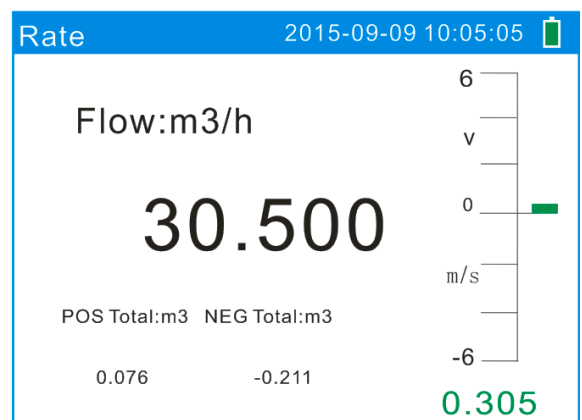 Rate 2015-09-09 10:05:05
6
Flow:m3/h
v
30.500
0
m/s
POS Total:m3 NEG Total:m3
-6
0.076 -0.211
0.305